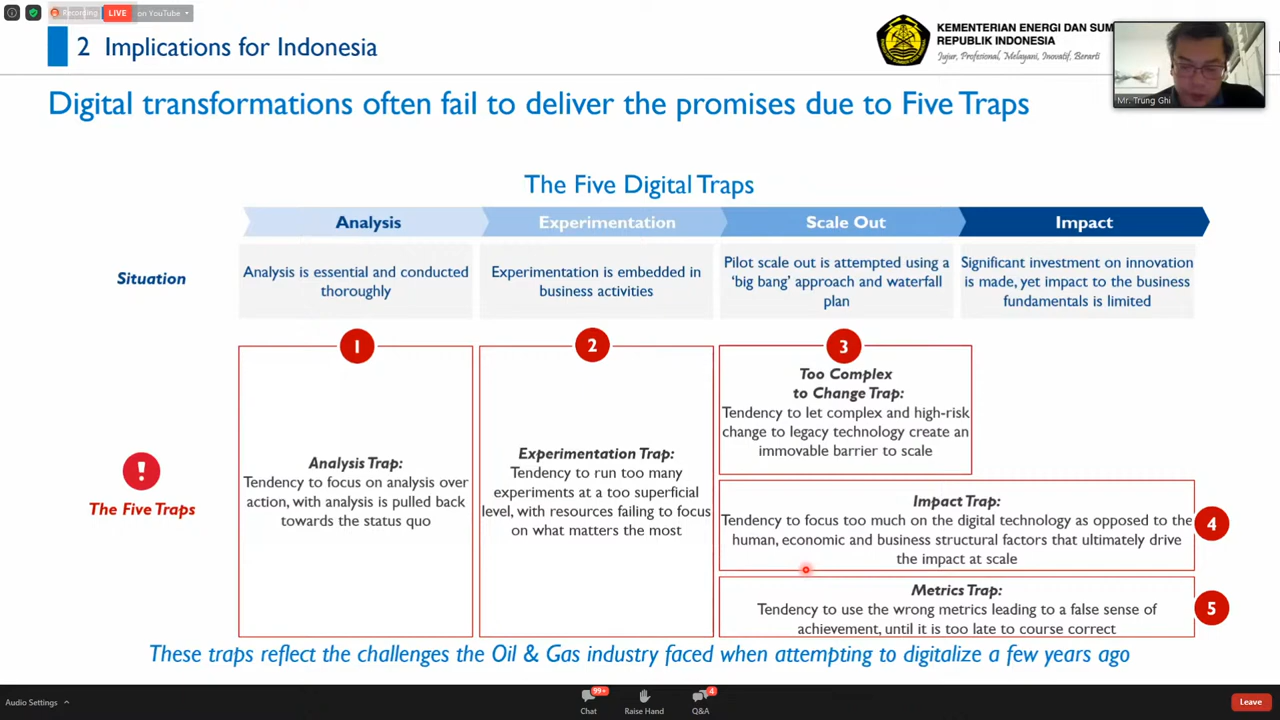 Recording
LIVE
on YouTube
2 Implications for Indonesia
KEMENTERIAN ENERGI DAN SUM
REPUBLIK INDONESIA
Jujur, Profesional, Melayani, Inovatif, Berarti
Mr. Trung Ghi
Digital transformations often fail to deliver the promises due to Five Traps
The Five Digital Traps
Analysis
Experimentation
Scale Out
Impact
Situation
Analysis is essential and conducted
thoroughly
Experimentation is embedded in
business activities
Pilot scale out is attempted using a
‘big bang’ approach and waterfall
plan
Significant investment on innovation
is made, yet impact to the business
fundamentals is limited
!
The Five Traps
1
Analysis Trap:
Tendency to focus on analysis over
action, with analysis is pulled back
towards the status quo
2
Experimentation Trap:
Tendency to run too many
experiments at a too superficial
level, with resources failing to focus
on what matters the most
3
Too Complex
to Change Trap:
Tendency to let complex and high-risk
change to legacy technology create an
immovable barrier to scale
Impact Trap:
Tendency to focus too much on the digital technology as opposed to the
human, economic and business structural factors that ultimately drive
the impact at scale
4
Metrics Trap:
Tendency to use the wrong metrics leading to a false sense of
achievement, until it is too late to course correct
5
These traps reflect the challenges the Oil & Gas industry faced when attempting to digitalize a few years ago
Audio Settings
99+
Chat
Raise Hand
4
Q&A
Leave